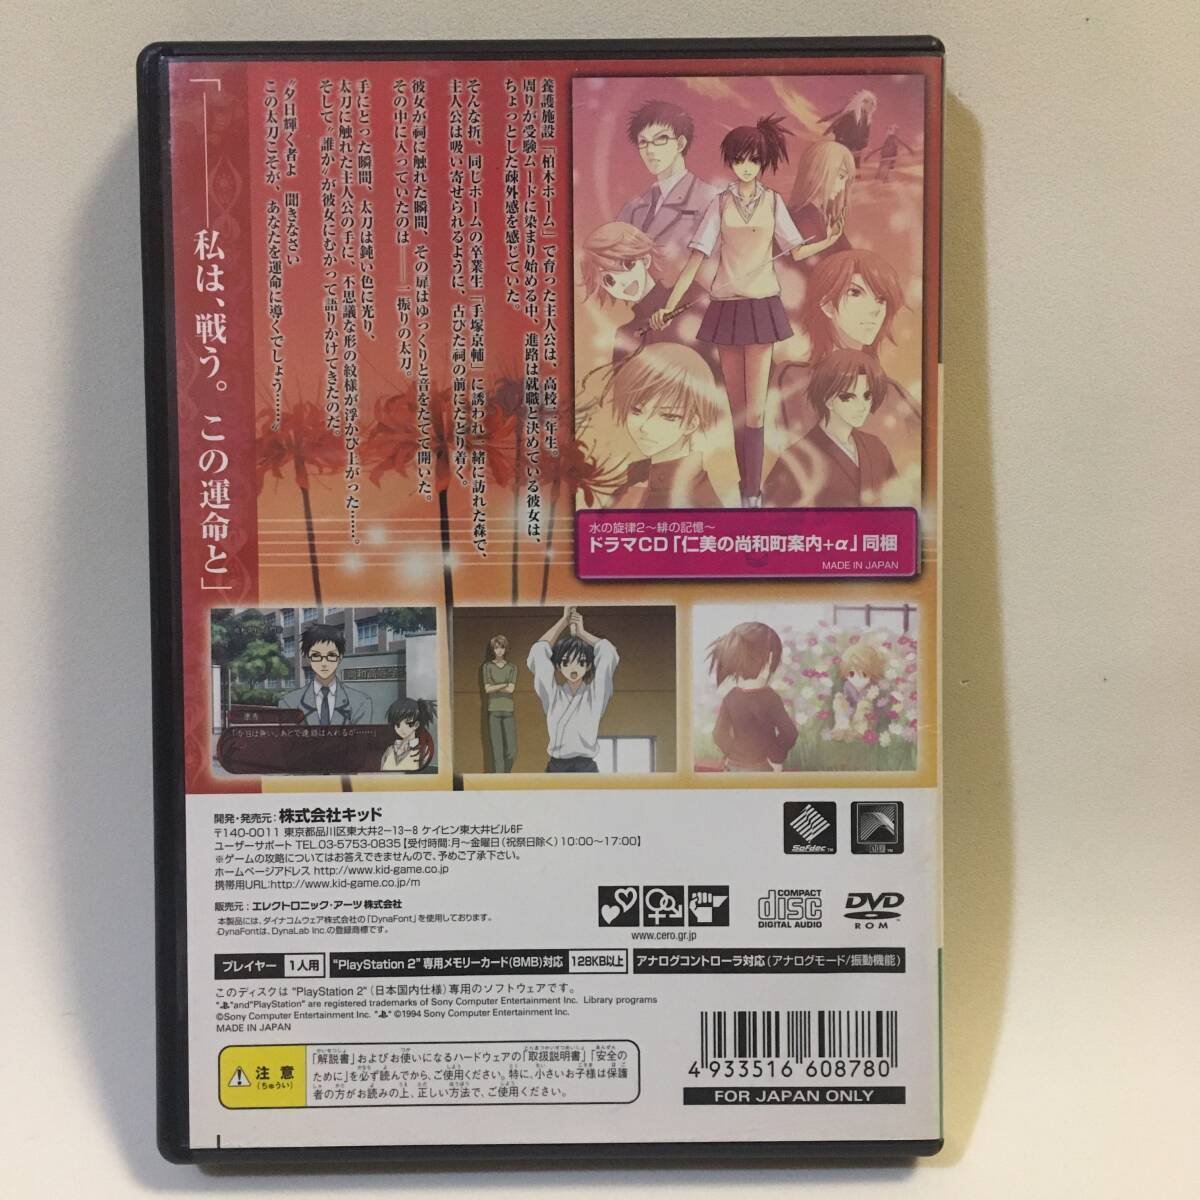 「――私は、戦う。この運命と」
養護施設「柏木ホーム」で育った主人公は、高校二年生。
周りが受験ムードに染まり始める中、進路は就職と決めている彼女は、
ちょっとした疎外感を感じていた。
そんな折、同じホームの卒業生「手塚京輔」に誘われ一緒に訪れた森で、
主人公は吸い寄せられるように、古びた祠の前にたどり着く。
彼女が祠に触れた瞬間、その扉はゆっくりと音をたてて開いた。
その中に入っていたのは――一振りの太刀。
手にとった瞬間、太刀は鈍い色に光り、
太刀に触れた主人公の手に、不思議な形の紋様が浮かび上がった……。
そして“誰か”が彼女にむかって語りかけてきたのだ。
“夕日輝く者よ 聞きなさい
この太刀こそが、あなたを運命に導くでしょう……”
水の旋律2～緋の記憶～
ドラマCD「仁美の尚和町案内+α」同梱
MADE IN JAPAN
「今日は無い。あとで連絡は入れるが……」
開発・発売元：株式会社キッド
〒140-0011 東京都品川区東大井2-13-8 ケイヒン東大井ビル6F
ユーザーサポート TEL.03-5753-0835【受付時間：月～金曜日（祝祭日除く）10:00～17:00】
※ゲームの攻略についてはお答えできませんので、予めご了承下さい。
ホームページアドレス http://www.kid-game.co.jp
携帯用URL:http://www.kid-game.co.jp/m
販売元：エレクトロニック・アーツ株式会社
本製品には、ダイナコムウェア株式会社の「DynaFont」を使用しております。
DynaFontは、DynaLab Inc.の登録商標です。
Sofdec™
www.cero.gr.jp
COMPACT disc DIGITAL AUDIO
DVD ROM
プレイヤー 1人用
"PlayStation 2"専用メモリーカード(8MB)対応 128KB以上
アナログコントローラ対応(アナログモード/振動機能)
このディスクは "PlayStation 2"（日本国内仕様）専用のソフトウェアです。
" "and"PlayStation" are registered trademarks of Sony Computer Entertainment Inc. Library programs
©Sony Computer Entertainment Inc. " " ©1994 Sony Computer Entertainment Inc.
MADE IN JAPAN
注意
（ちゅうい）
「解説書」およびお使いになるハードウェアの「取扱説明書」「安全の
ために」を必ず読んでから、ご使用ください。特に、小さいお子様は保護
者の方がお読みの上、正しい方法で、ご使用ください。
4 933516 608780
FOR JAPAN ONLY